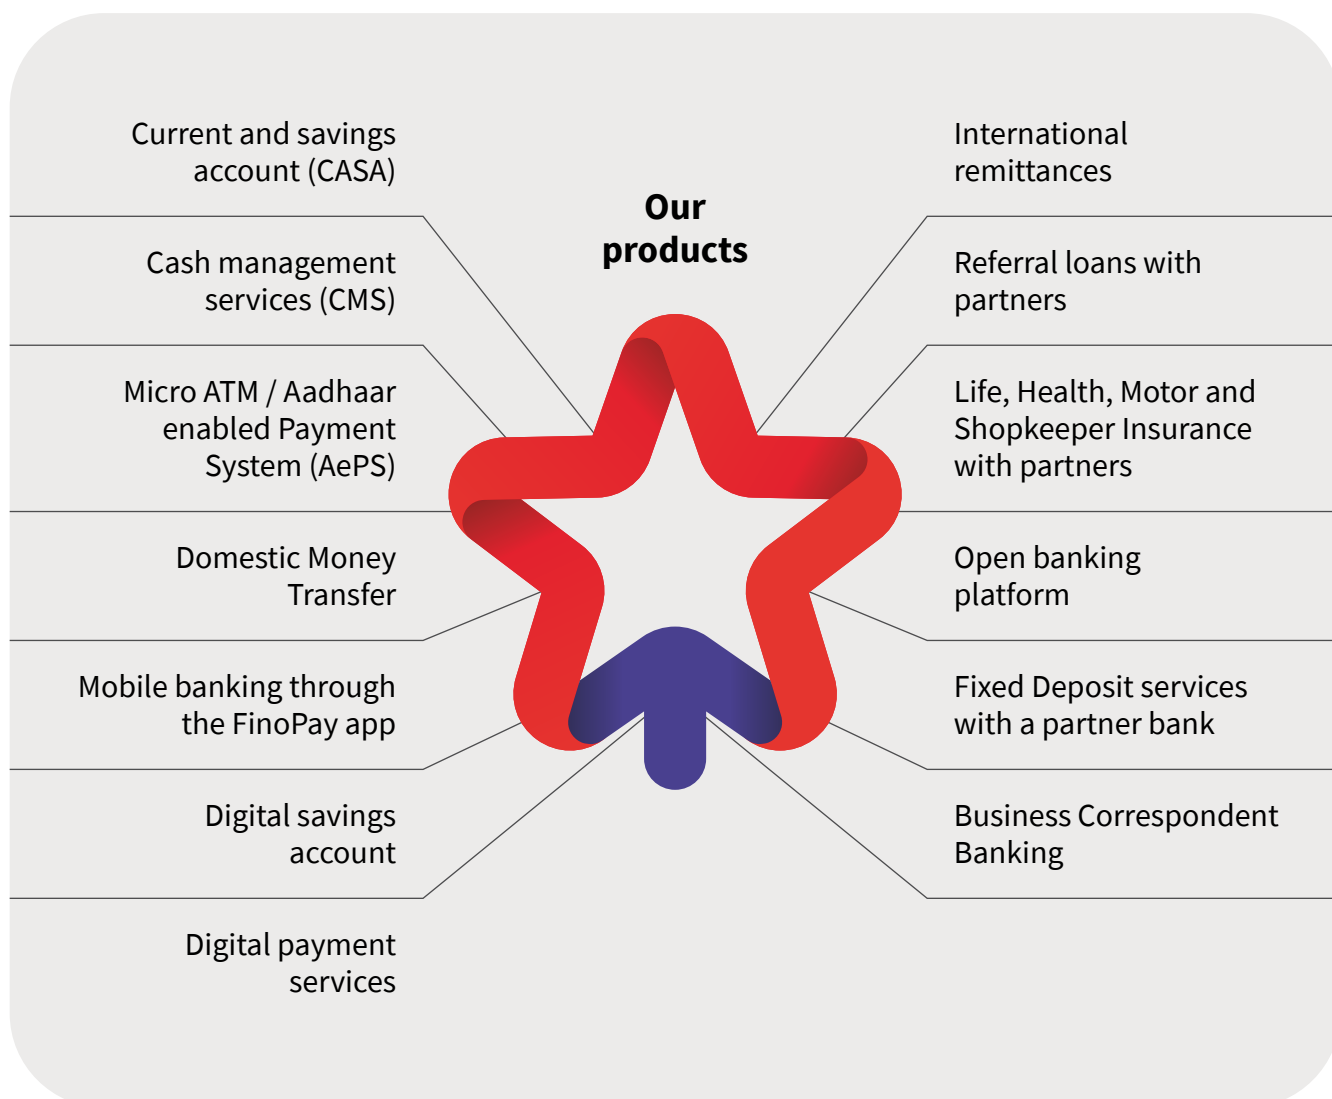 Our
products
Current and savings
account (CASA)
Cash management
services (CMS)
Micro ATM / Aadhaar
enabled Payment
System (AePS)
Domestic Money
Transfer
Mobile banking through
the FinoPay app
Digital savings
account
Digital payment
services
International
remittances
Referral loans with
partners
Life, Health, Motor and
Shopkeeper Insurance
with partners
Open banking
platform
Fixed Deposit services
with a partner bank
Business Correspondent
Banking